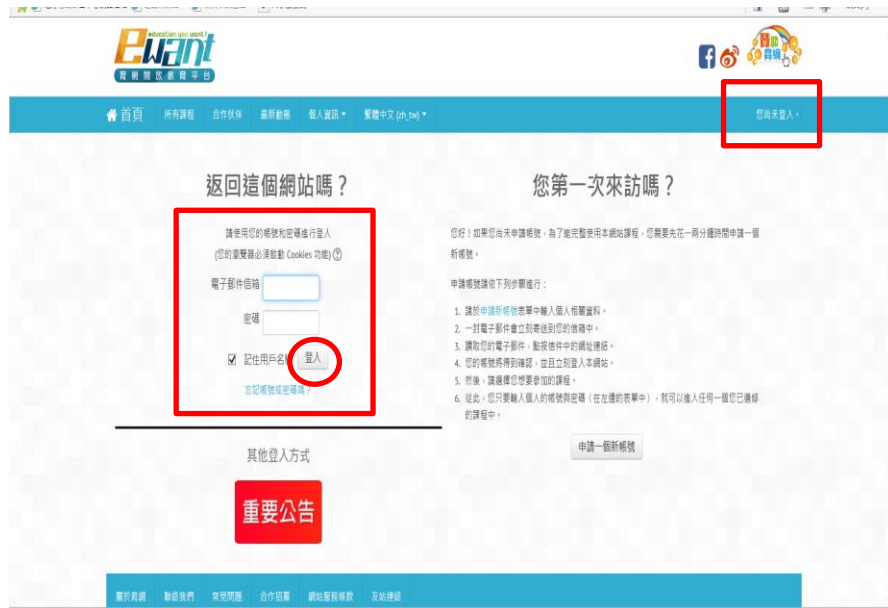 education you want!
ewant
育網開放教育平台
贊助
育網
首頁 所有課程 合作伙伴 最新動態 個人資訊 繁體中文 (zh_tw) 您尚未登入。
返回這個網站嗎？
請使用您的帳號和密碼進行登入
(您的瀏覽器必須啟動 Cookies 功能)
電子郵件信箱
密碼
記住用戶名稱 登入
忘記帳號或密碼嗎？
其他登入方式
重要公告
您第一次來訪嗎？
您好！如果您尚未申請帳號，為了能完整使用本網站課程，您需要先花一兩分鐘時間申請一個
新帳號。
申請帳號請依下列步驟進行：
1. 請於申請新帳號表單中輸入個人相關資料。
2. 一封電子郵件會立刻寄送到您的信箱中。
3. 讀取您的電子郵件，點按信件中的網址連結。
4. 您的帳號將得到確認，並且立刻登入本網站。
5. 然後，請選擇您想要參加的課程。
6. 從此，您只要輸入個人的帳號與密碼（在左邊的表單中），就可以進入任何一個您已選修
的課程中。
申請一個新帳號
關於育網 聯絡我們 常見問題 合作招募 網站服務條款 友站連結